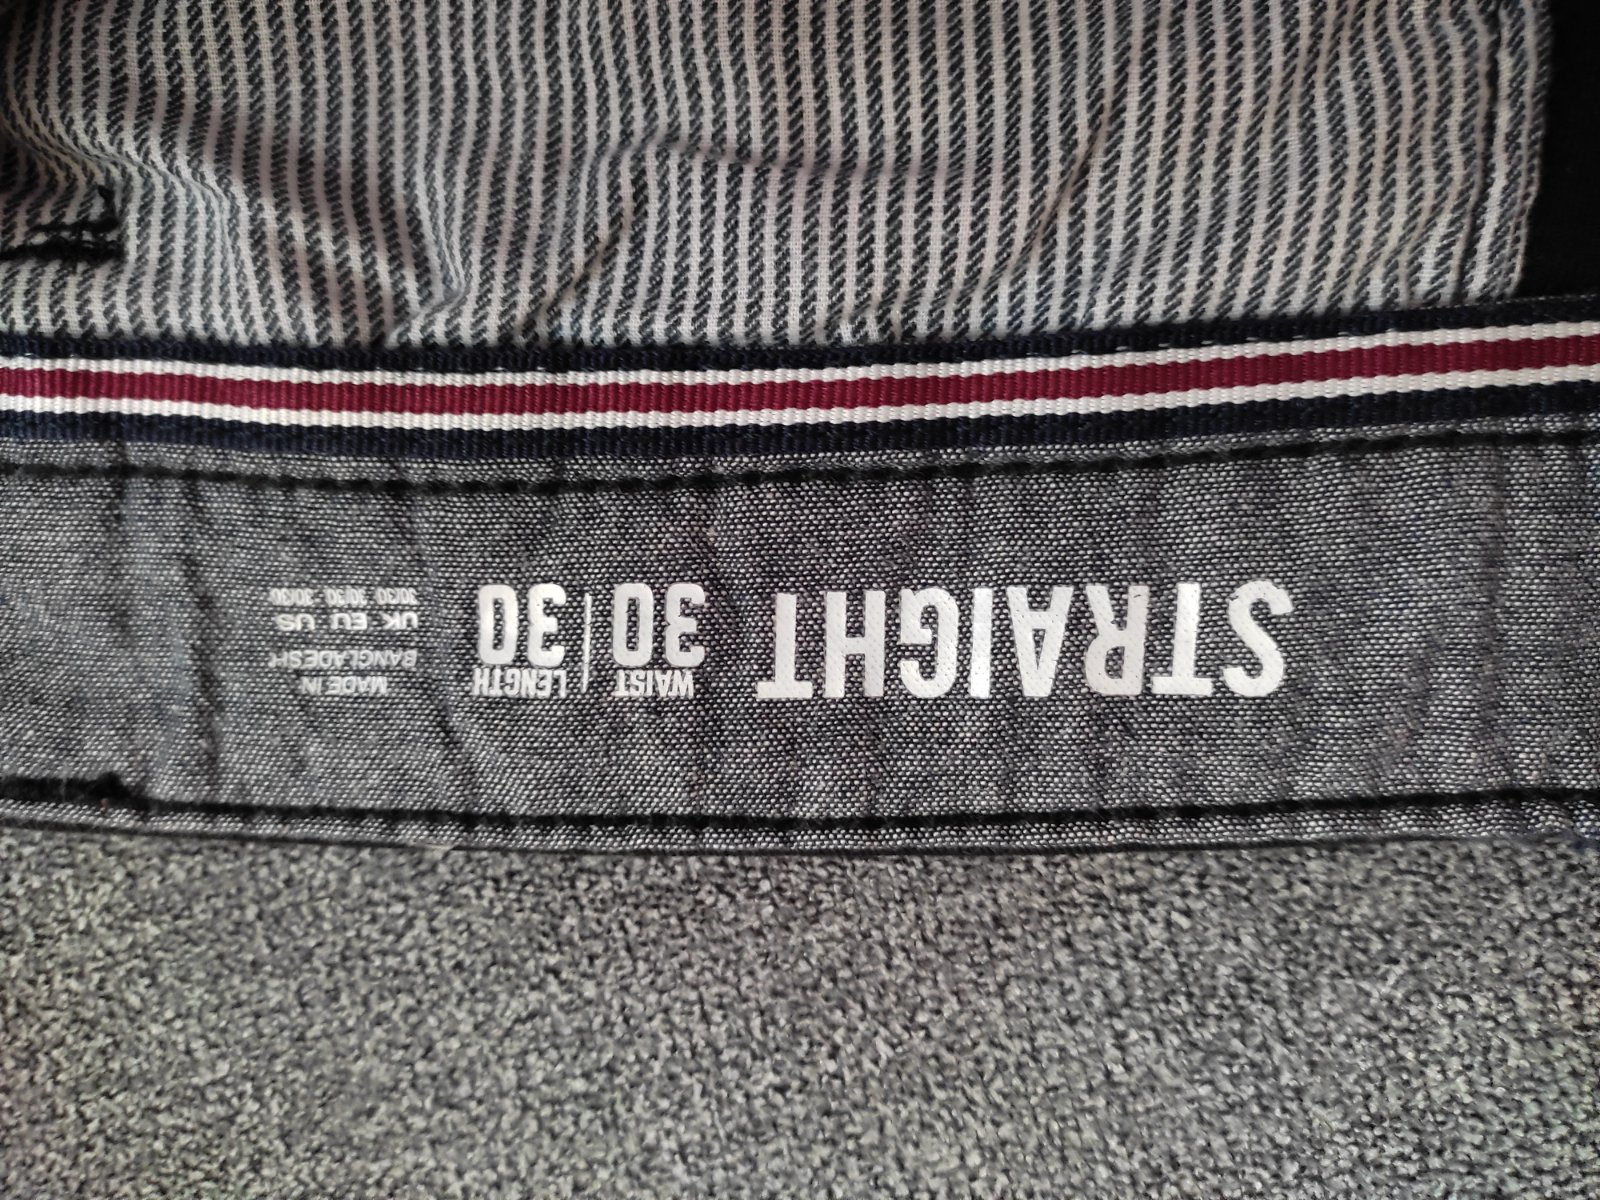 STRAIGHT
WAIST LENGTH
30 | 30
MADE IN
BANGLADESH
UK EU US
30/30 30/30 30/30